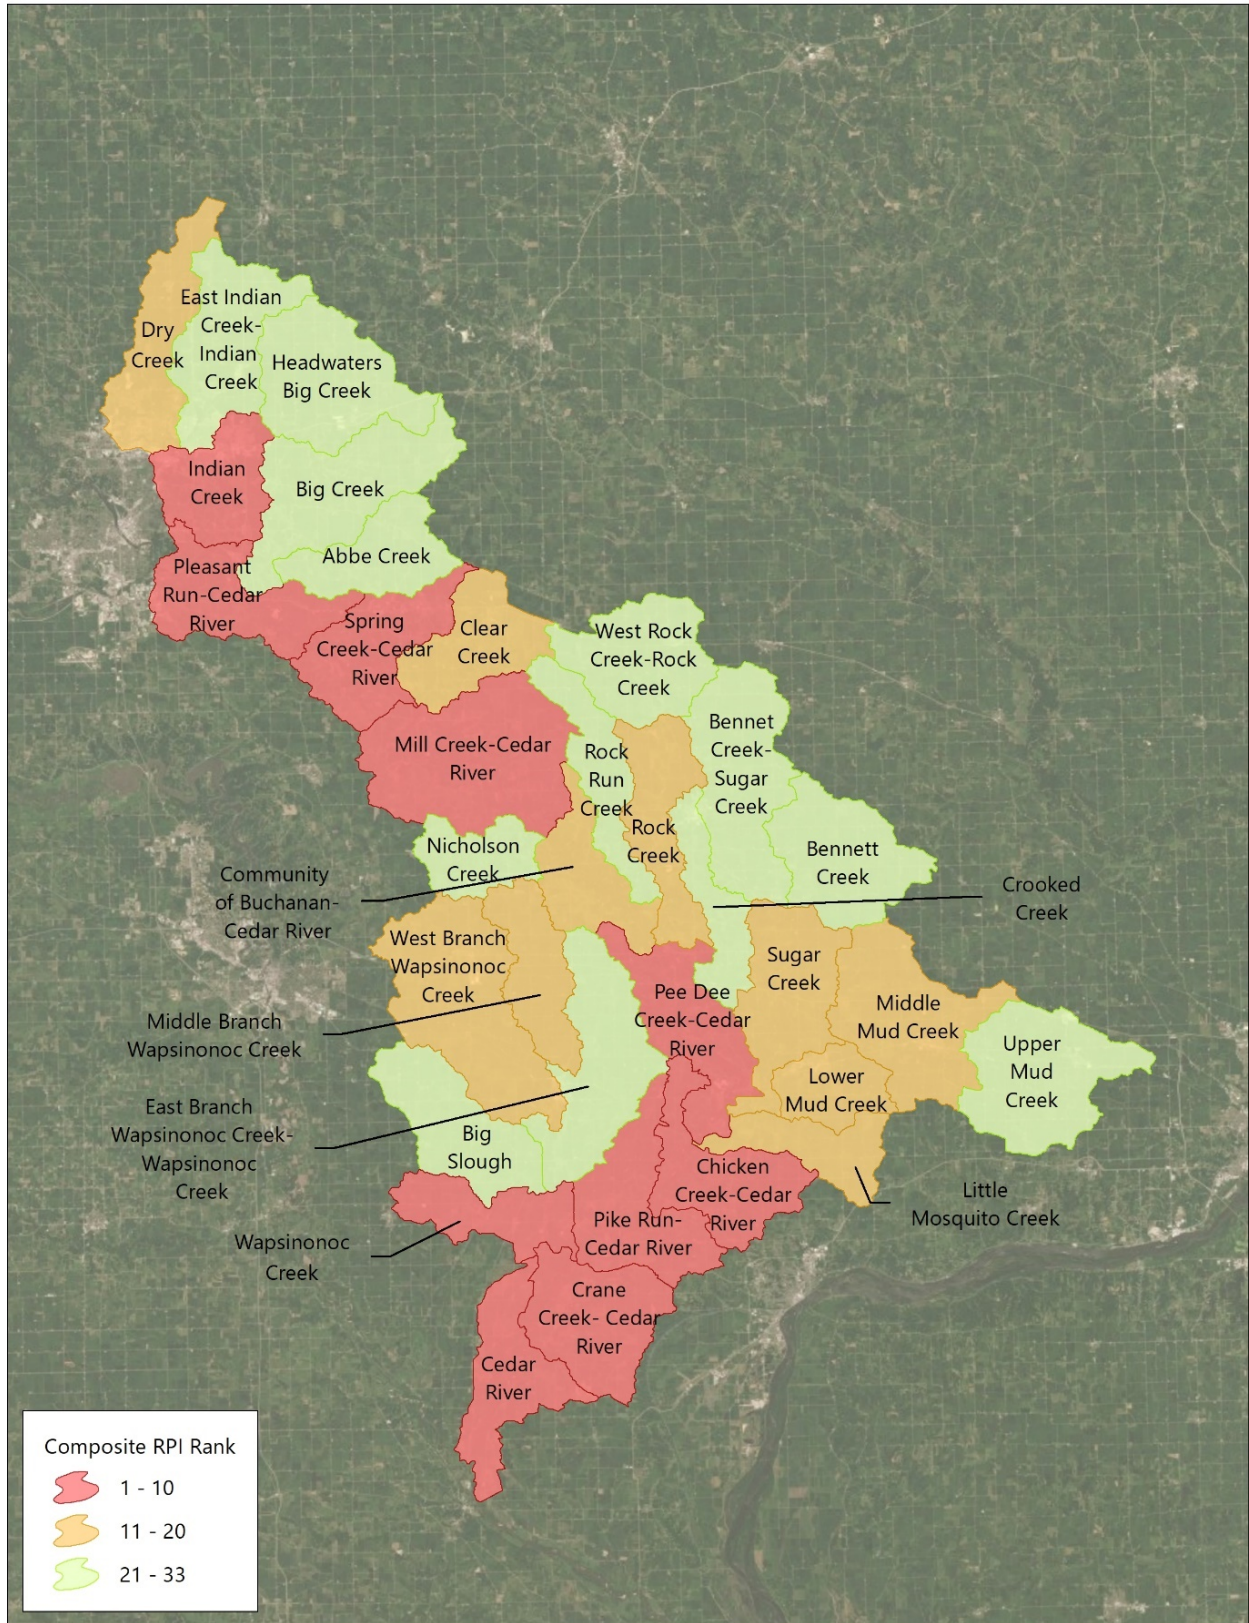 East Indian
Creek-
Indian
Creek
Dry
Creek
Headwaters
Big Creek
Indian
Creek
Big Creek
Abbe Creek
Pleasant
Run-Cedar
River
Spring
Creek-Cedar
River
Clear
Creek
West Rock
Creek-Rock
Creek
Mill Creek-Cedar
River
Rock
Run
Creek
Bennet
Creek-
Sugar
Creek
Rock
Creek
Nicholson
Creek
Bennett
Creek
Community
of Buchanan-
Cedar River
Crooked
Creek
West Branch
Wapsinonoc
Creek
Sugar
Creek
Pee Dee
Creek-Cedar
River
Middle
Mud Creek
Middle Branch
Wapsinonoc Creek
Upper
Mud
Creek
Lower
Mud Creek
East Branch
Wapsinonoc Creek-
Wapsinonoc
Creek
Big
Slough
Chicken
Creek-Cedar
River
Little
Mosquito Creek
Pike Run-
Cedar River
Wapsinonoc
Creek
Crane
Creek- Cedar
River
Cedar
River
Composite RPI Rank
1 - 10
11 - 20
21 - 33